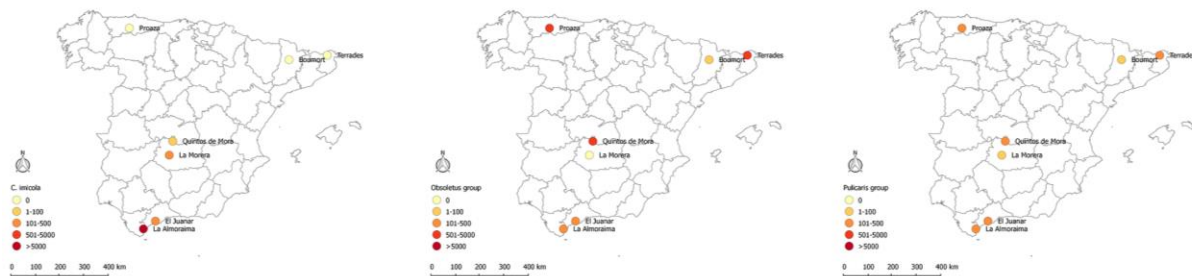 Proaza
Boumort
Terrades
Quintos de Mora
La Morera
N
C. imicola
0
1-100
101-500
501-5000
>5000
El Juanar
La Almoraima
0 100 200 300 400 km
Proaza
Boumort
Terrades
Quintos de Mora
La Morera
N
Obsoletus group
0
1-100
101-500
501-5000
>5000
El Juanar
La Almoraima
0 100 200 300 400 km
Proaza
Boumort
Terrades
Quintos de Mora
La Morera
N
Pulicaris group
0
1-100
101-500
501-5000
>5000
El Juanar
La Almoraima
0 100 200 300 400 km